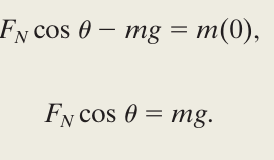 F_N cos θ − mg = m(0),
F_N cos θ = mg.